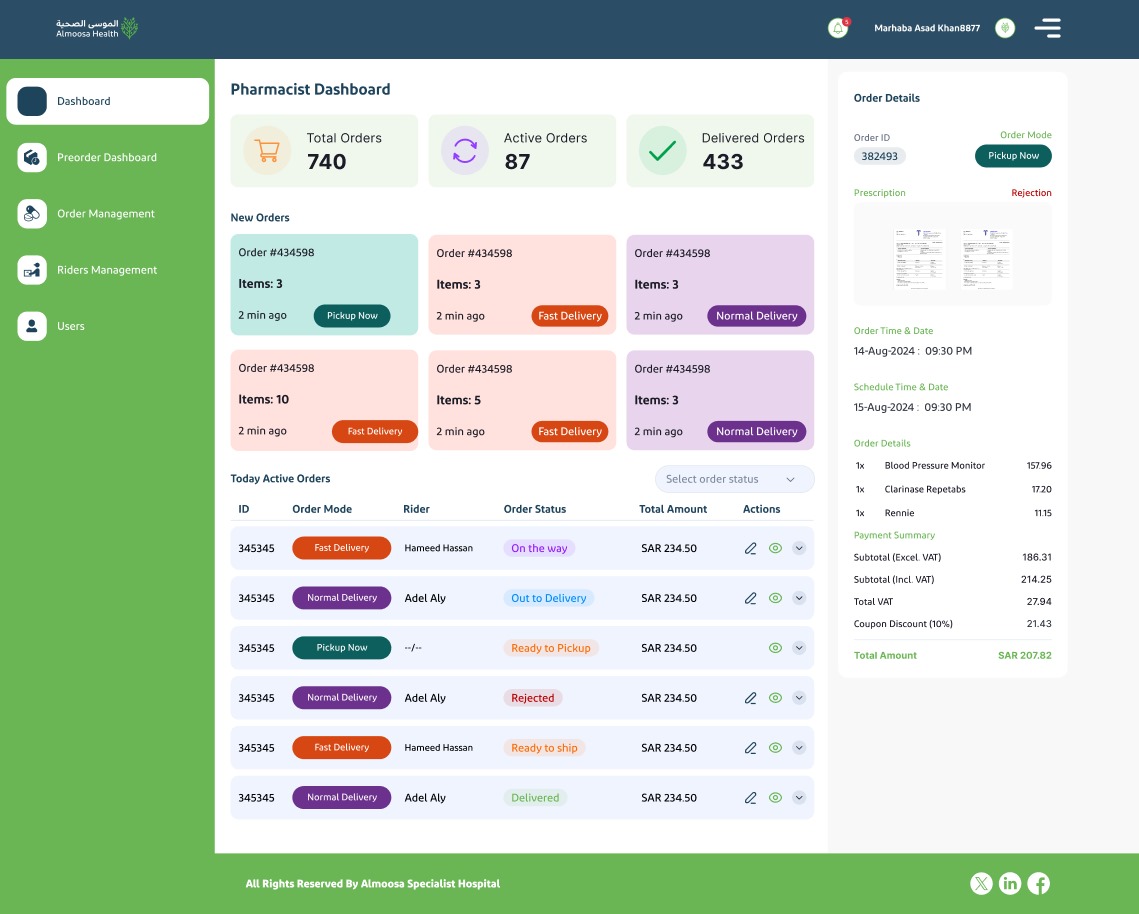 الموسى الصحية
Almoosa Health
5
Marhaba Asad Khan8877
Dashboard
Preorder Dashboard
Order Management
Riders Management
Users
Pharmacist Dashboard
Total Orders
740
Active Orders
87
Delivered Orders
433
New Orders
Order #434598
Items: 3
2 min ago
Pickup Now
Order #434598
Items: 3
2 min ago
Fast Delivery
Order #434598
Items: 3
2 min ago
Normal Delivery
Order #434598
Items: 10
2 min ago
Fast Delivery
Order #434598
Items: 5
2 min ago
Fast Delivery
Order #434598
Items: 3
2 min ago
Normal Delivery
Today Active Orders
Select order status
ID Order Mode Rider Order Status Total Amount Actions
345345 Fast Delivery Hameed Hassan On the way SAR 234.50
345345 Normal Delivery Adel Aly Out to Delivery SAR 234.50
345345 Pickup Now --/-- Ready to Pickup SAR 234.50
345345 Normal Delivery Adel Aly Rejected SAR 234.50
345345 Fast Delivery Hameed Hassan Ready to ship SAR 234.50
345345 Normal Delivery Adel Aly Delivered SAR 234.50
Order Details
Order ID Order Mode
382493 Pickup Now
Prescription Rejection
Order Time & Date
14-Aug-2024 : 09:30 PM
Schedule Time & Date
15-Aug-2024 : 09:30 PM
Order Details
1x Blood Pressure Monitor 157.96
1x Clarinase Repetabs 17.20
1x Rennie 11.15
Payment Summary
Subtotal (Excel. VAT) 186.31
Subtotal (Incl. VAT) 214.25
Total VAT 27.94
Coupon Discount (10%) 21.43
Total Amount SAR 207.82
All Rights Reserved By Almoosa Specialist Hospital